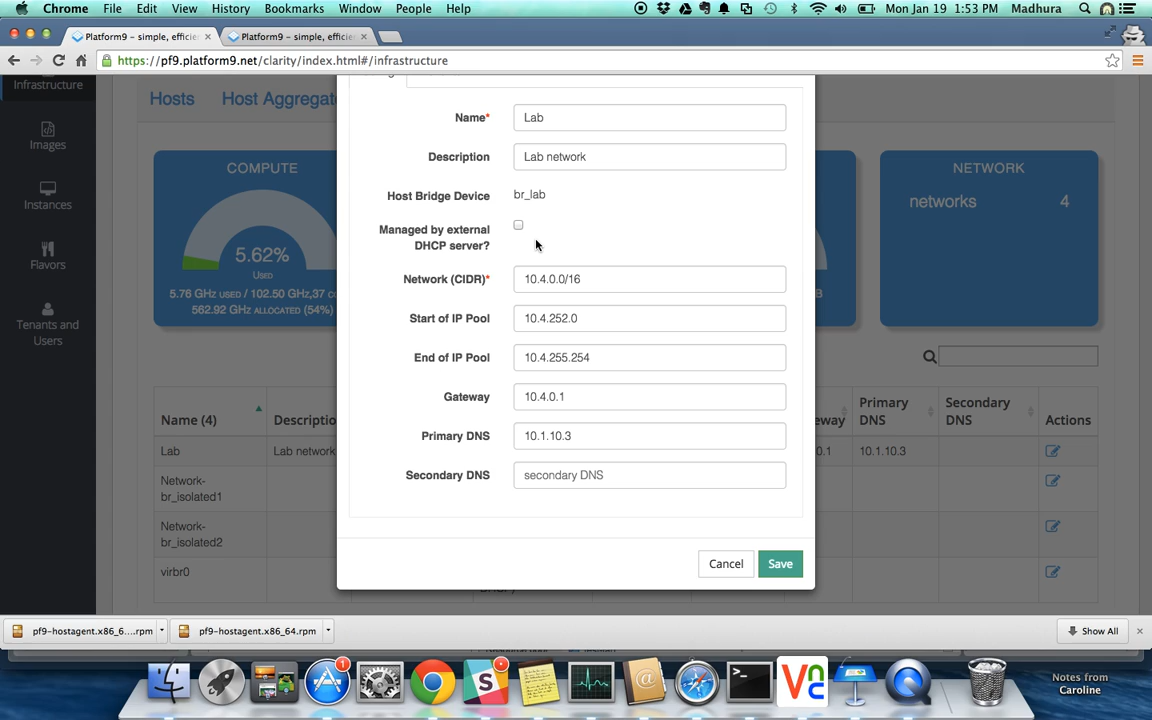 Chrome File Edit View History Bookmarks Window People Help Mon Jan 19 1:53 PM Madhura
Platform9 – simple, efficie Platform9 – simple, efficie
https://pf9.platform9.net/clarity/index.html#/infrastructure
Infrastructure
Images
Instances
Flavors
Tenants and
Users
Hosts Host Aggregat
COMPUTE
5.62%
USED
5.76 GHz USED / 102.50 GHz,37 c
562.92 GHz ALLOCATED (54%)
NETWORK
networks 4
Name* Lab
Description Lab network
Host Bridge Device br_lab
Managed by external
DHCP server?
Network (CIDR)* 10.4.0.0/16
Start of IP Pool 10.4.252.0
End of IP Pool 10.4.255.254
Gateway 10.4.0.1
Primary DNS 10.1.10.3
Secondary DNS secondary DNS
Cancel Save
Name (4) Descriptio eway Primary
DNS Secondary
DNS Actions
Lab Lab network 0.1 10.1.10.3
Network-
br_isolated1
Network-
br_isolated2
virbr0
pf9-hostagent.x86_6....rpm pf9-hostagent.x86_64.rpm Show All
Notes from
Caroline